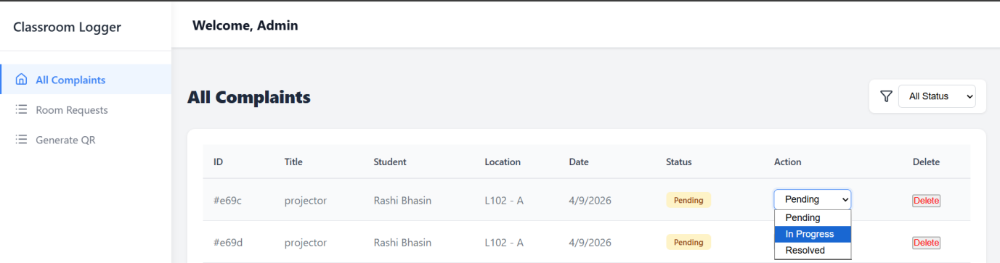 Classroom Logger
Welcome, Admin
All Complaints
Room Requests
Generate QR
All Complaints
All Status
ID Title Student Location Date Status Action Delete
#e69c projector Rashi Bhasin L102 - A 4/9/2026 Pending Pending Delete
Pending
In Progress
Resolved
#e69d projector Rashi Bhasin L102 - A 4/9/2026 Pending Delete